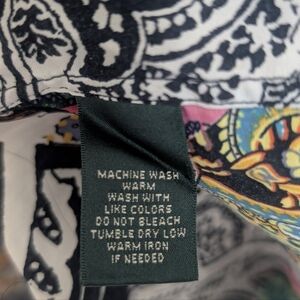 MACHINE WASH
WARM
WASH WITH
LIKE COLORS
DO NOT BLEACH
TUMBLE DRY LOW
WARM IRON
IF NEEDED